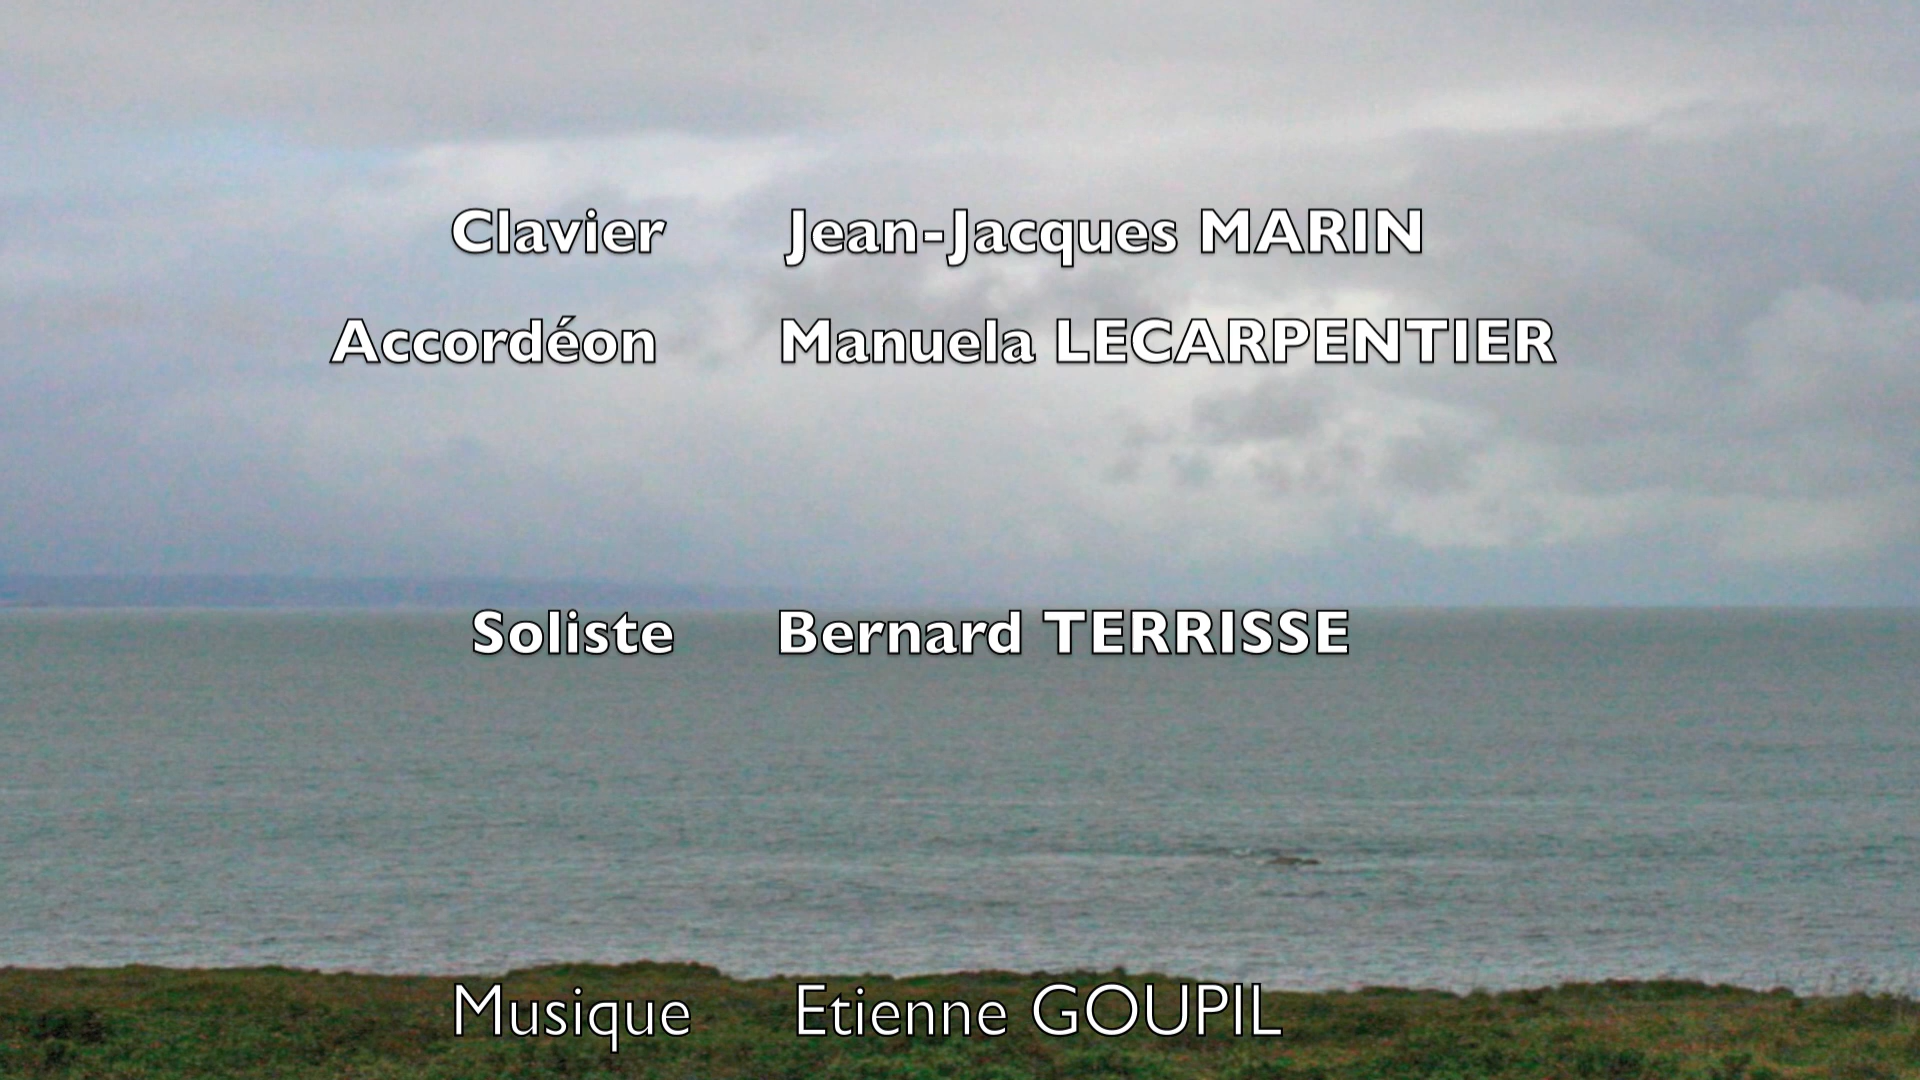 Clavier Jean-Jacques MARIN
Accordéon Manuela LECARPENTIER
Soliste Bernard TERRISSE
Musique Etienne GOUPIL